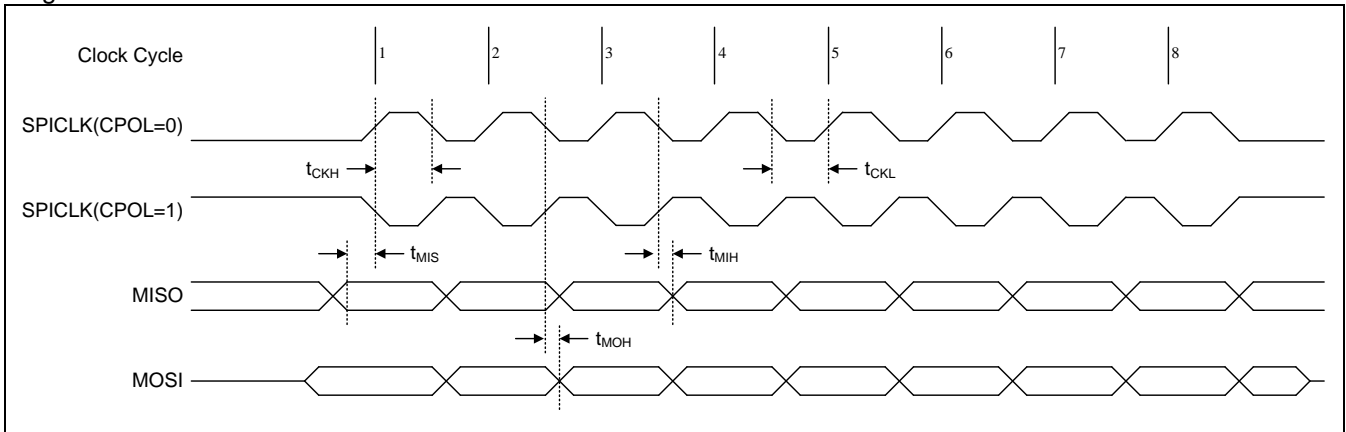 Clock Cycle 1 2 3 4 5 6 7 8
SPICLK(CPOL=0)
tCKH tCKL
SPICLK(CPOL=1)
tMIS tMIH
MISO
tMOH
MOSI